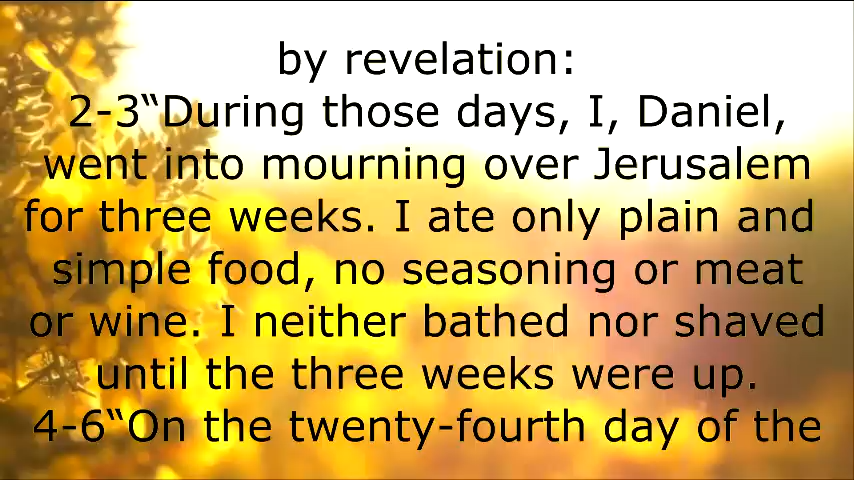 by revelation:
2-3“During those days, I, Daniel,
went into mourning over Jerusalem
for three weeks. I ate only plain and
simple food, no seasoning or meat
or wine. I neither bathed nor shaved
until the three weeks were up.
4-6“On the twenty-fourth day of the